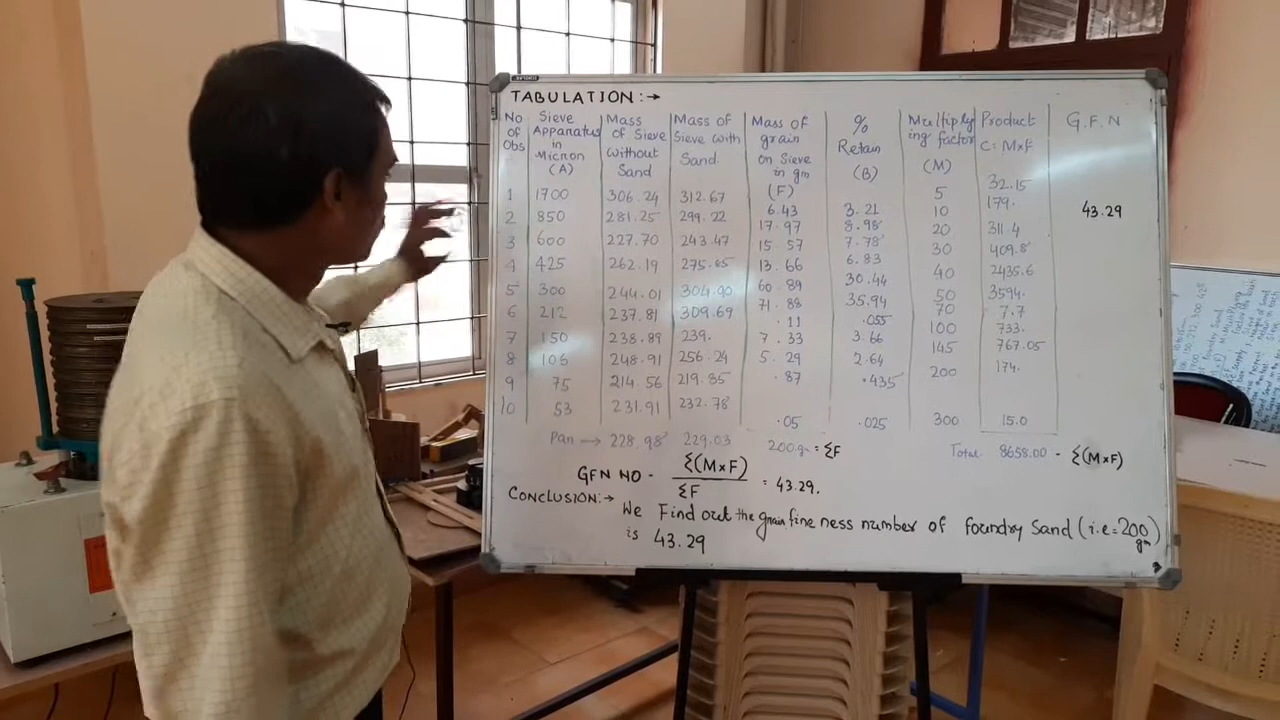 TABULATION :→
No of Obs | Sieve Apparatus in Micron (A) | Mass of Sieve Without Sand | Mass of Sieve with Sand | Mass of grain on Sieve in gm (F) | % Retain (B) | Multiplying factor (M) | Product C = M×F | G.F.N
1 1700 306.24 312.67 6.43 3.21 5 32.15
2 850 281.25 299.22 17.97 8.98 10 179. 43.29
3 600 227.70 243.47 15.57 7.78 20 311.4
4 425 262.19 275.85 13.66 6.83 30 409.8
5 300 244.01 304.90 60.89 30.44 40 2435.6
6 212 237.81 309.69 71.88 35.94 50 3594.
7 150 238.89 239. .11 .055 70 7.7
8 106 248.91 256.24 7.33 3.66 100 733.
9 75 214.56 219.85 5.29 2.64 145 767.05
10 53 231.91 232.78 .87 .435 200 174.
Pan → 228.98 229.03 .05 .025 300 15.0
200gm = ΣF Total 8658.00 - Σ(M×F)
GFN NO - Σ(M×F) / ΣF = 43.29.
CONCLUSION :→
We Find out the grain fine ness number of foundry Sand (i.e = 200 gm)
is 43.29